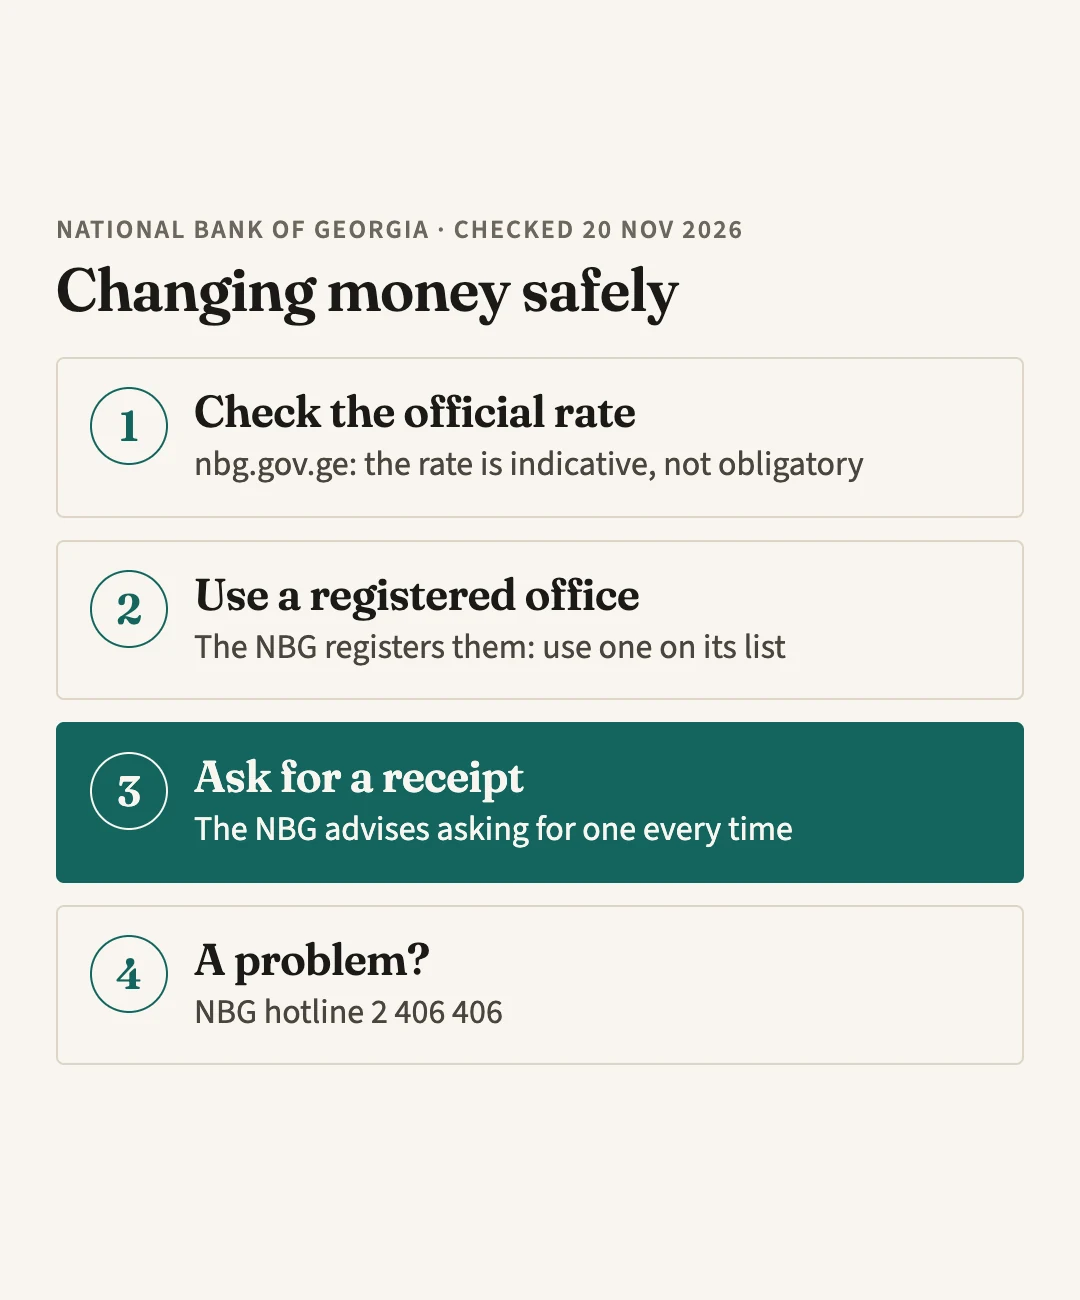 NATIONAL BANK OF GEORGIA · CHECKED 20 NOV 2026
Changing money safely
1
Check the official rate
nbg.gov.ge: the rate is indicative, not obligatory
2
Use a registered office
The NBG registers them: use one on its list
3
Ask for a receipt
The NBG advises asking for one every time
4
A problem?
NBG hotline 2 406 406